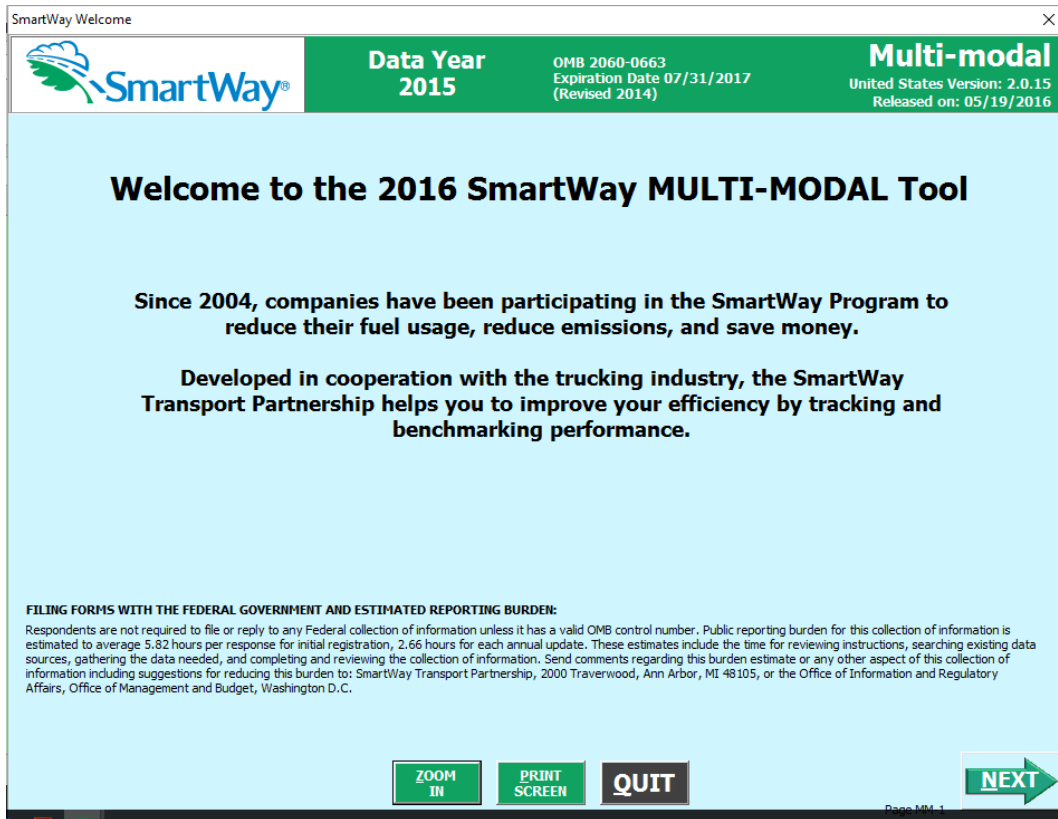 SmartWay Welcome
SmartWay®
Data Year
2015
OMB 2060-0663
Expiration Date 07/31/2017
(Revised 2014)
Multi-modal
United States Version: 2.0.15
Released on: 05/19/2016
Welcome to the 2016 SmartWay MULTI-MODAL Tool
Since 2004, companies have been participating in the SmartWay Program to
reduce their fuel usage, reduce emissions, and save money.
Developed in cooperation with the trucking industry, the SmartWay
Transport Partnership helps you to improve your efficiency by tracking and
benchmarking performance.
FILING FORMS WITH THE FEDERAL GOVERNMENT AND ESTIMATED REPORTING BURDEN:
Respondents are not required to file or reply to any Federal collection of information unless it has a valid OMB control number. Public reporting burden for this collection of information is
estimated to average 5.82 hours per response for initial registration, 2.66 hours for each annual update. These estimates include the time for reviewing instructions, searching existing data
sources, gathering the data needed, and completing and reviewing the collection of information. Send comments regarding this burden estimate or any other aspect of this collection of
information including suggestions for reducing this burden to: SmartWay Transport Partnership, 2000 Traverwood, Ann Arbor, MI 48105, or the Office of Information and Regulatory
Affairs, Office of Management and Budget, Washington D.C.
ZOOM
IN
PRINT
SCREEN
QUIT
NEXT
Page MM-1